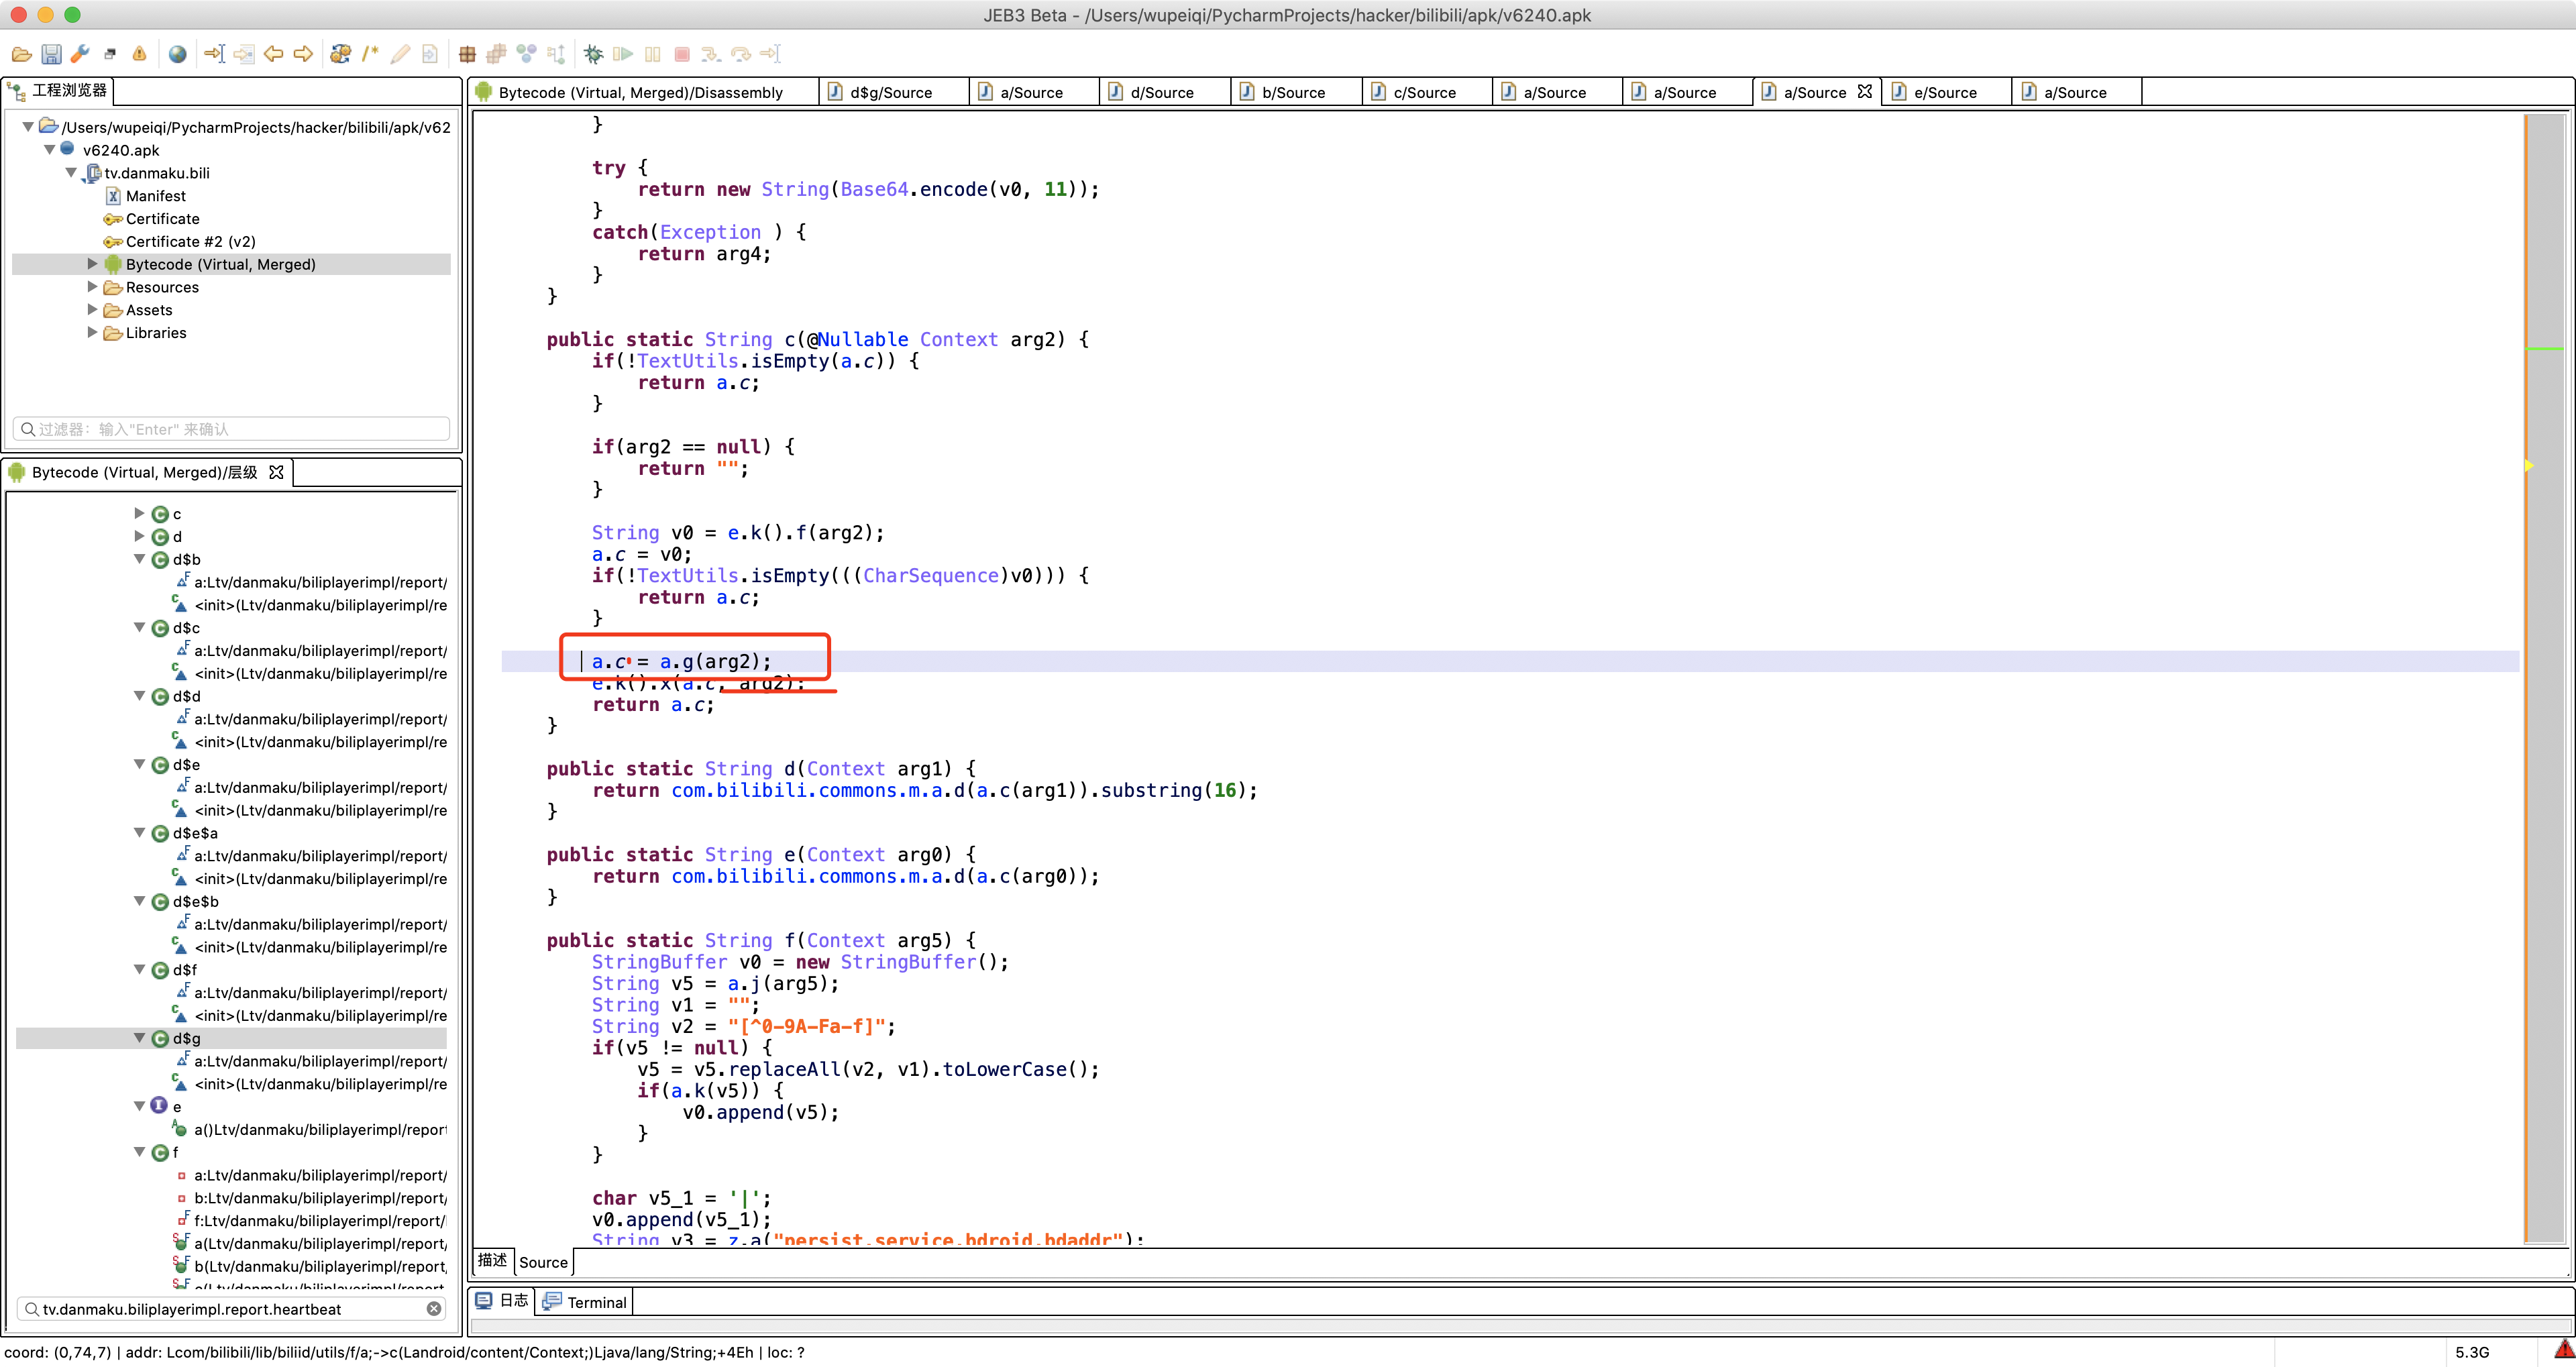 JEB3 Beta - /Users/wupeiqi/PycharmProjects/hacker/bilibili/apk/v6240.apk
工程浏览器
/Users/wupeiqi/PycharmProjects/hacker/bilibili/apk/v62
v6240.apk
tv.danmaku.bili
Manifest
Certificate
Certificate #2 (v2)
Bytecode (Virtual, Merged)
Resources
Assets
Libraries
过滤器：输入"Enter" 来确认
Bytecode (Virtual, Merged)/层级
c
d
d$b
a:Ltv/danmaku/biliplayerimpl/report/
<init>(Ltv/danmaku/biliplayerimpl/re
d$c
a:Ltv/danmaku/biliplayerimpl/report/
<init>(Ltv/danmaku/biliplayerimpl/re
d$d
a:Ltv/danmaku/biliplayerimpl/report/
<init>(Ltv/danmaku/biliplayerimpl/re
d$e
a:Ltv/danmaku/biliplayerimpl/report/
<init>(Ltv/danmaku/biliplayerimpl/re
d$e$a
a:Ltv/danmaku/biliplayerimpl/report/
<init>(Ltv/danmaku/biliplayerimpl/re
d$e$b
a:Ltv/danmaku/biliplayerimpl/report/
<init>(Ltv/danmaku/biliplayerimpl/re
d$f
a:Ltv/danmaku/biliplayerimpl/report/
<init>(Ltv/danmaku/biliplayerimpl/re
d$g
a:Ltv/danmaku/biliplayerimpl/report/
<init>(Ltv/danmaku/biliplayerimpl/re
e
a()Ltv/danmaku/biliplayerimpl/report
f
a:Ltv/danmaku/biliplayerimpl/report/
b:Ltv/danmaku/biliplayerimpl/report/
f:Ltv/danmaku/biliplayerimpl/report/
a(Ltv/danmaku/biliplayerimpl/report/
b(Ltv/danmaku/biliplayerimpl/report,
tv.danmaku.biliplayerimpl.report.heartbeat
Bytecode (Virtual, Merged)/Disassembly d$g/Source a/Source d/Source b/Source c/Source a/Source a/Source a/Source e/Source a/Source
}
try {
return new String(Base64.encode(v0, 11));
}
catch(Exception ) {
return arg4;
}
}
public static String c(@Nullable Context arg2) {
if(!TextUtils.isEmpty(a.c)) {
return a.c;
}
if(arg2 == null) {
return "";
}
String v0 = e.k().f(arg2);
a.c = v0;
if(!TextUtils.isEmpty(((CharSequence)v0))) {
return a.c;
}
a.c = a.g(arg2);
e.k().x(a.c, arg2);
return a.c;
}
public static String d(Context arg1) {
return com.bilibili.commons.m.a.d(a.c(arg1)).substring(16);
}
public static String e(Context arg0) {
return com.bilibili.commons.m.a.d(a.c(arg0));
}
public static String f(Context arg5) {
StringBuffer v0 = new StringBuffer();
String v5 = a.j(arg5);
String v1 = "";
String v2 = "[^0-9A-Fa-f]";
if(v5 != null) {
v5 = v5.replaceAll(v2, v1).toLowerCase();
if(a.k(v5)) {
v0.append(v5);
}
}
char v5_1 = '|';
v0.append(v5_1);
String v3 = z.a("persist.service.bdroid.bdaddr");
描述 Source
日志 Terminal
coord: (0,74,7) | addr: Lcom/bilibili/lib/biliid/utils/f/a;->c(Landroid/content/Context;)Ljava/lang/String;+4Eh | loc: ?
5.3G